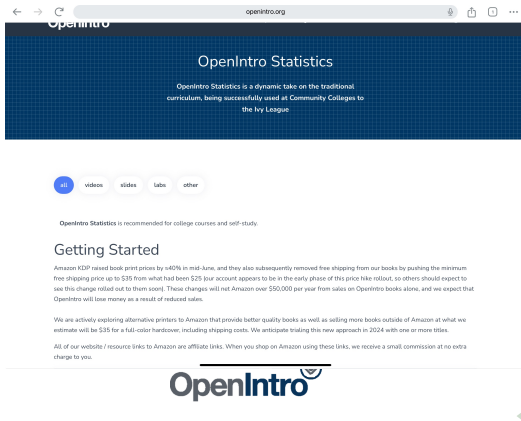 openintro.org
1
OpenIntro
OpenIntro Statistics
OpenIntro Statistics is a dynamic take on the traditional
curriculum, being successfully used at Community Colleges to
the Ivy League
all videos slides labs other
OpenIntro Statistics is recommended for college courses and self-study.
Getting Started
Amazon KDP raised book print prices by ≤40% in mid-June, and they also subsequently removed free shipping from our books by pushing the minimum
free shipping price up to $35 from what had been $25 (our account appears to be in the early phase of this price hike rollout, so others should expect to
see this change rolled out to them soon). These changes will net Amazon over $50,000 per year from sales on OpenIntro books alone, and we expect that
OpenIntro will lose money as a result of reduced sales.
We are actively exploring alternative printers to Amazon that provide better quality books as well as selling more books outside of Amazon at what we
estimate will be $35 for a full-color hardcover, including shipping costs. We anticipate trialing this new approach in 2024 with one or more titles.
All of our website / resource links to Amazon are affiliate links. When you shop on Amazon using these links, we receive a small commission at no extra
charge to you.
OpenIntro